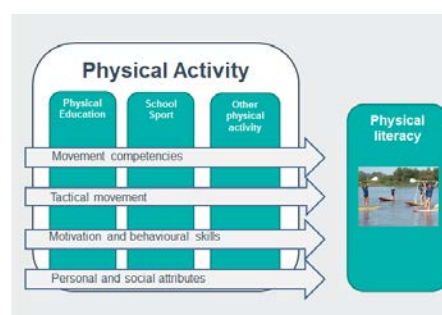 Physical Activity
Physical
Education
School
Sport
Other
physical
activity
Physical
literacy
Movement competencies
Tactical movement
Motivation and behavioural skills
Personal and social attributes